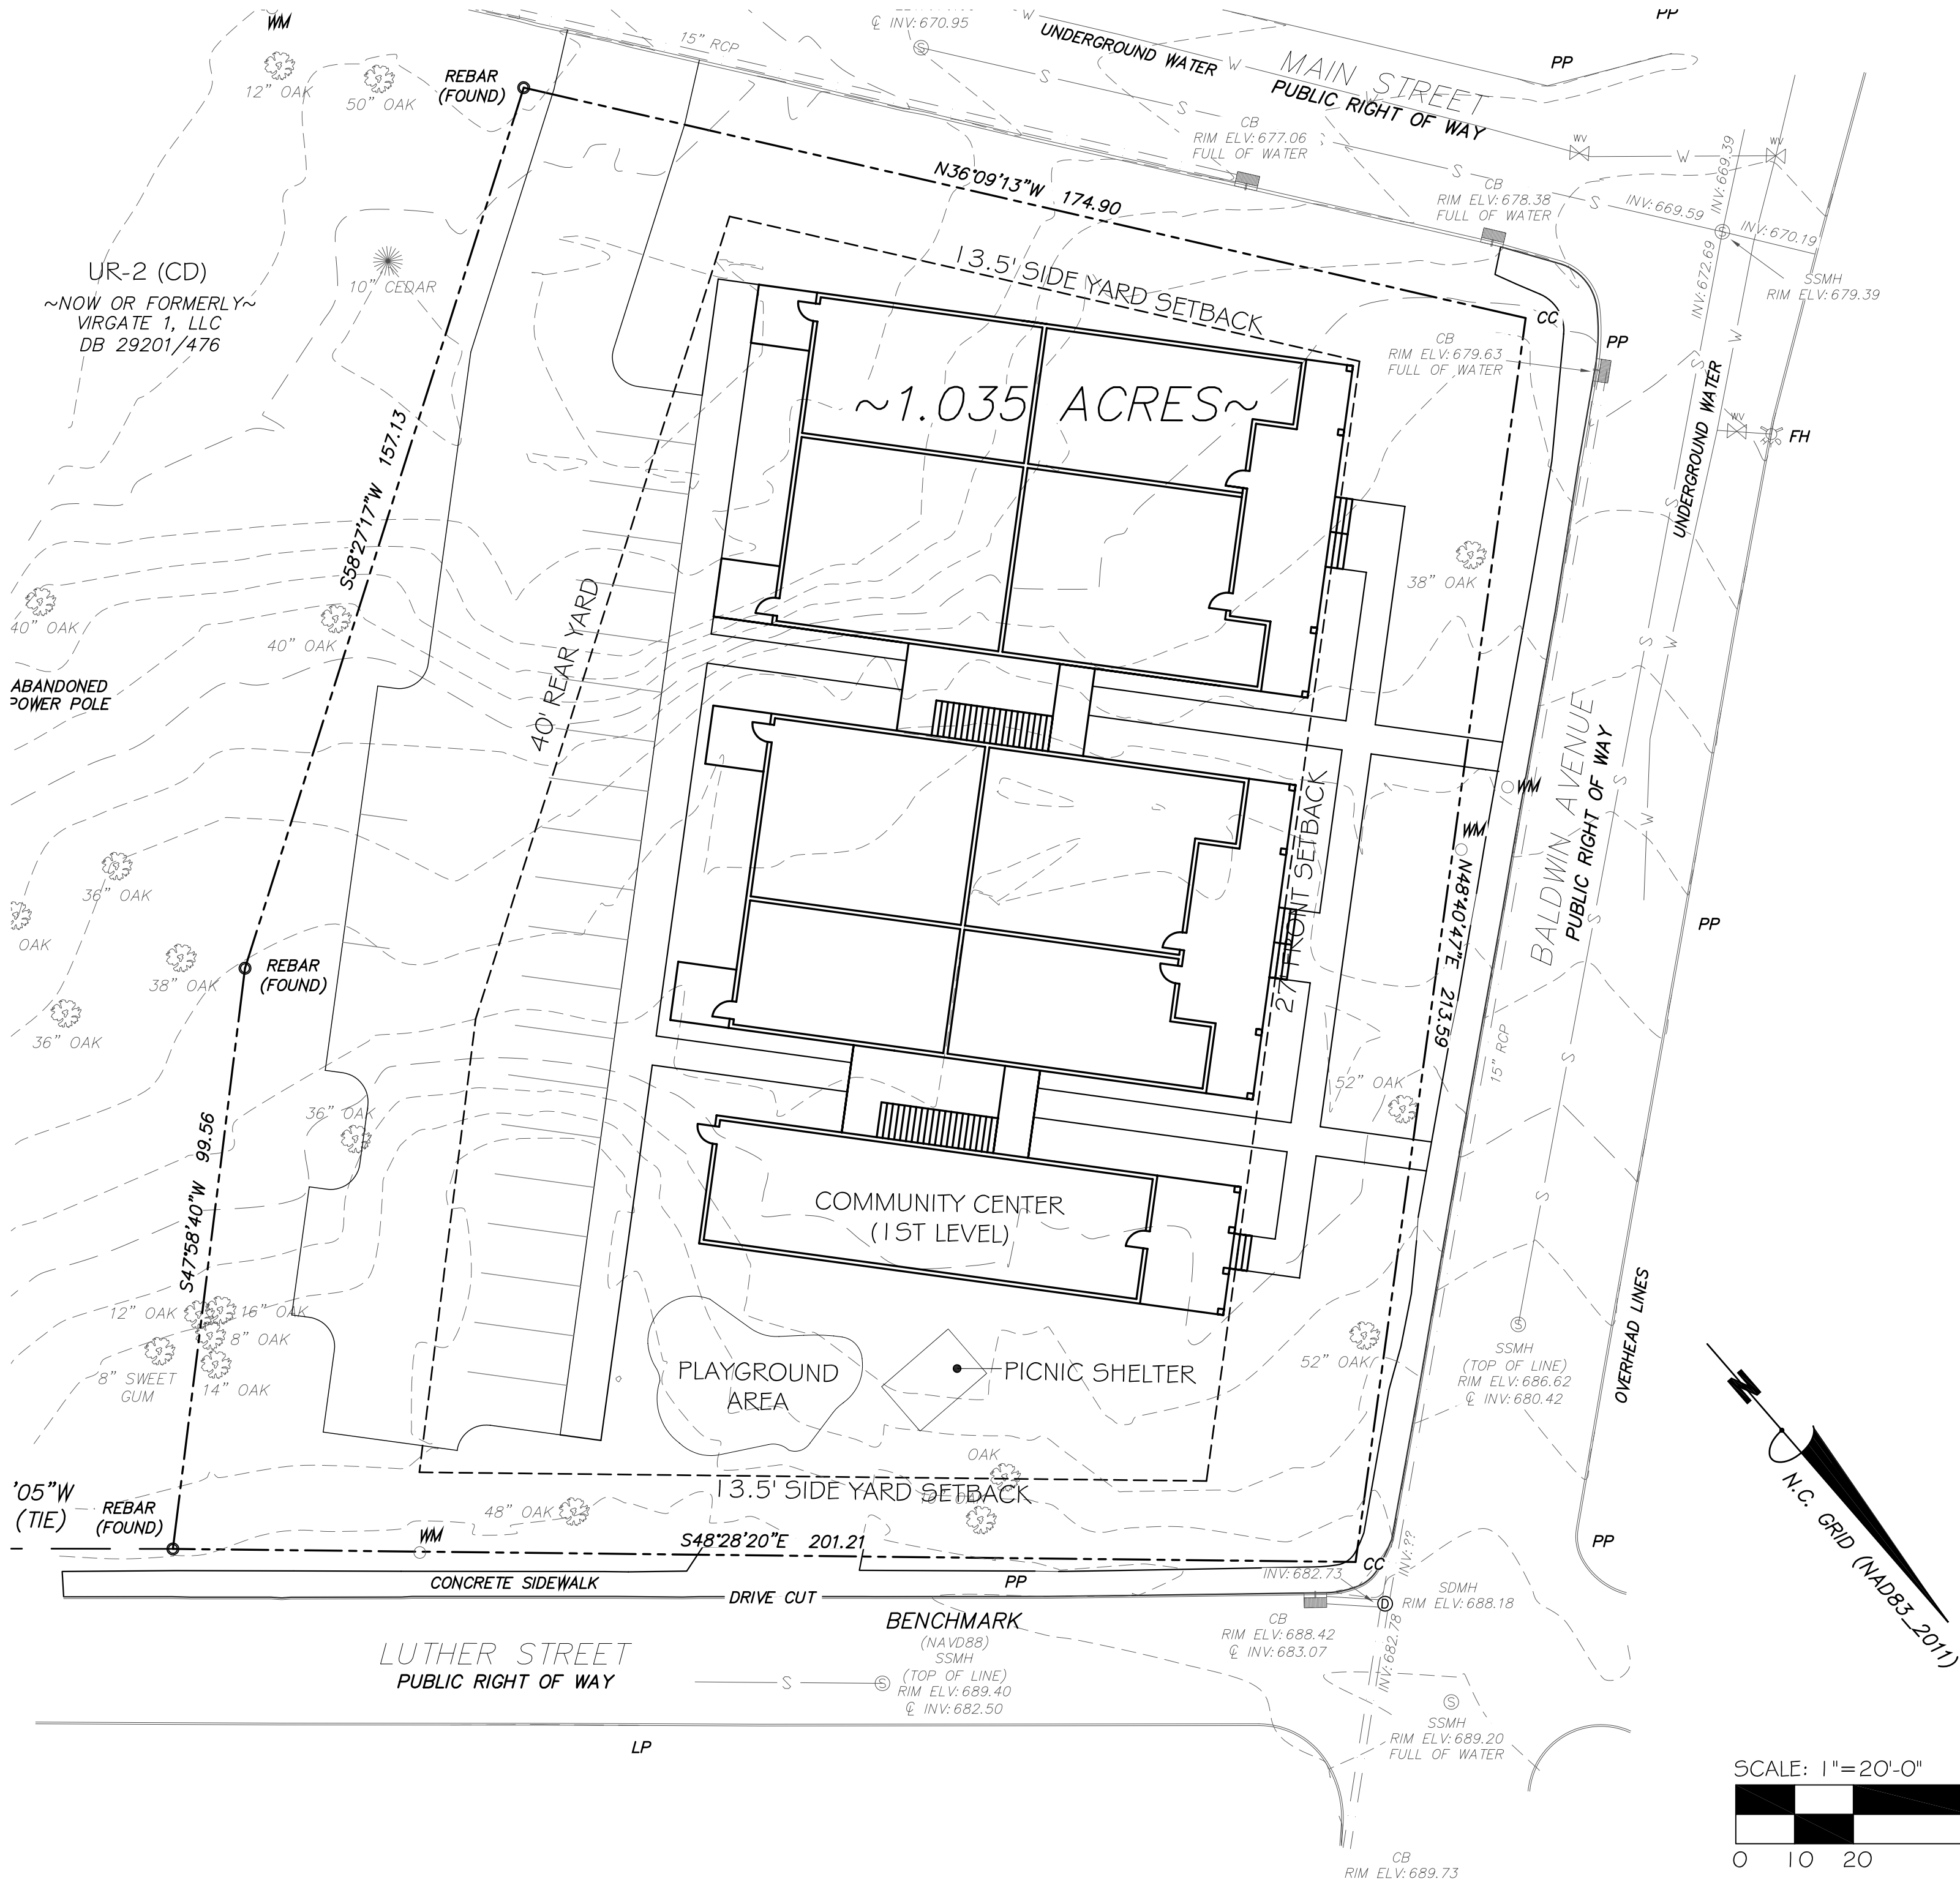 WM
12" OAK
50" OAK
REBAR
(FOUND)
15" RCP
℄ INV: 670.95
S
W
UNDERGROUND WATER
W
MAIN STREET
PUBLIC RIGHT OF WAY
PP
PP
S
S
W
CB
RIM ELV: 677.06
FULL OF WATER
S
S
WV
W
WV
INV: 669.39
CB
RIM ELV: 678.38
FULL OF WATER
S
INV: 669.59
S
INV: 670.19
INV: 672.69
SSMH
RIM ELV: 679.39
N36°09'13"W 174.90
UR-2 (CD)
~NOW OR FORMERLY~
VIRGATE 1, LLC
DB 29201/476
10" CEDAR
13.5' SIDE YARD SETBACK
CC
PP
CB
RIM ELV: 679.63
FULL OF WATER
~1.035 ACRES~
S
W
UNDERGROUND WATER
WV
FH
S58°27'17"W 157.13
38" OAK
S
40" OAK
40" OAK
40' REAR YARD
ABANDONED
POWER POLE
S
W
BALDWIN AVENUE
PUBLIC RIGHT OF WAY
S
WM
WM
W
27' FRONT SETBACK
N48°40'47"E 213.59
36" OAK
OAK
38" OAK
REBAR
(FOUND)
36" OAK
S
PP
15" RCP
S
52" OAK
36" OAK
S47°58'40"W 99.56
COMMUNITY CENTER
(1ST LEVEL)
S
12" OAK
16" OAK
8" OAK
8" SWEET
GUM
14" OAK
PLAYGROUND
AREA
PICNIC SHELTER
52" OAK
S
SSMH
(TOP OF LINE)
RIM ELV: 686.62
℄ INV: 680.42
OVERHEAD LINES
OAK
13.5' SIDE YARD SETBACK
48" OAK
'05"W
(TIE)
REBAR
(FOUND)
WM
S48°28'20"E 201.21
CC
INV: ??
PP
CONCRETE SIDEWALK
DRIVE CUT
PP
INV: 682.73
D
SDMH
RIM ELV: 688.18
LUTHER STREET
PUBLIC RIGHT OF WAY
BENCHMARK
(NAVD88)
SSMH
(TOP OF LINE)
RIM ELV: 689.40
℄ INV: 682.50
S
S
CB
RIM ELV: 688.42
℄ INV: 683.07
INV: 682.78
S
SSMH
RIM ELV: 689.20
FULL OF WATER
LP
CB
RIM ELV: 689.73
N
N.C. GRID (NAD83_2011)
SCALE: 1"=20'-0"
0 10 20